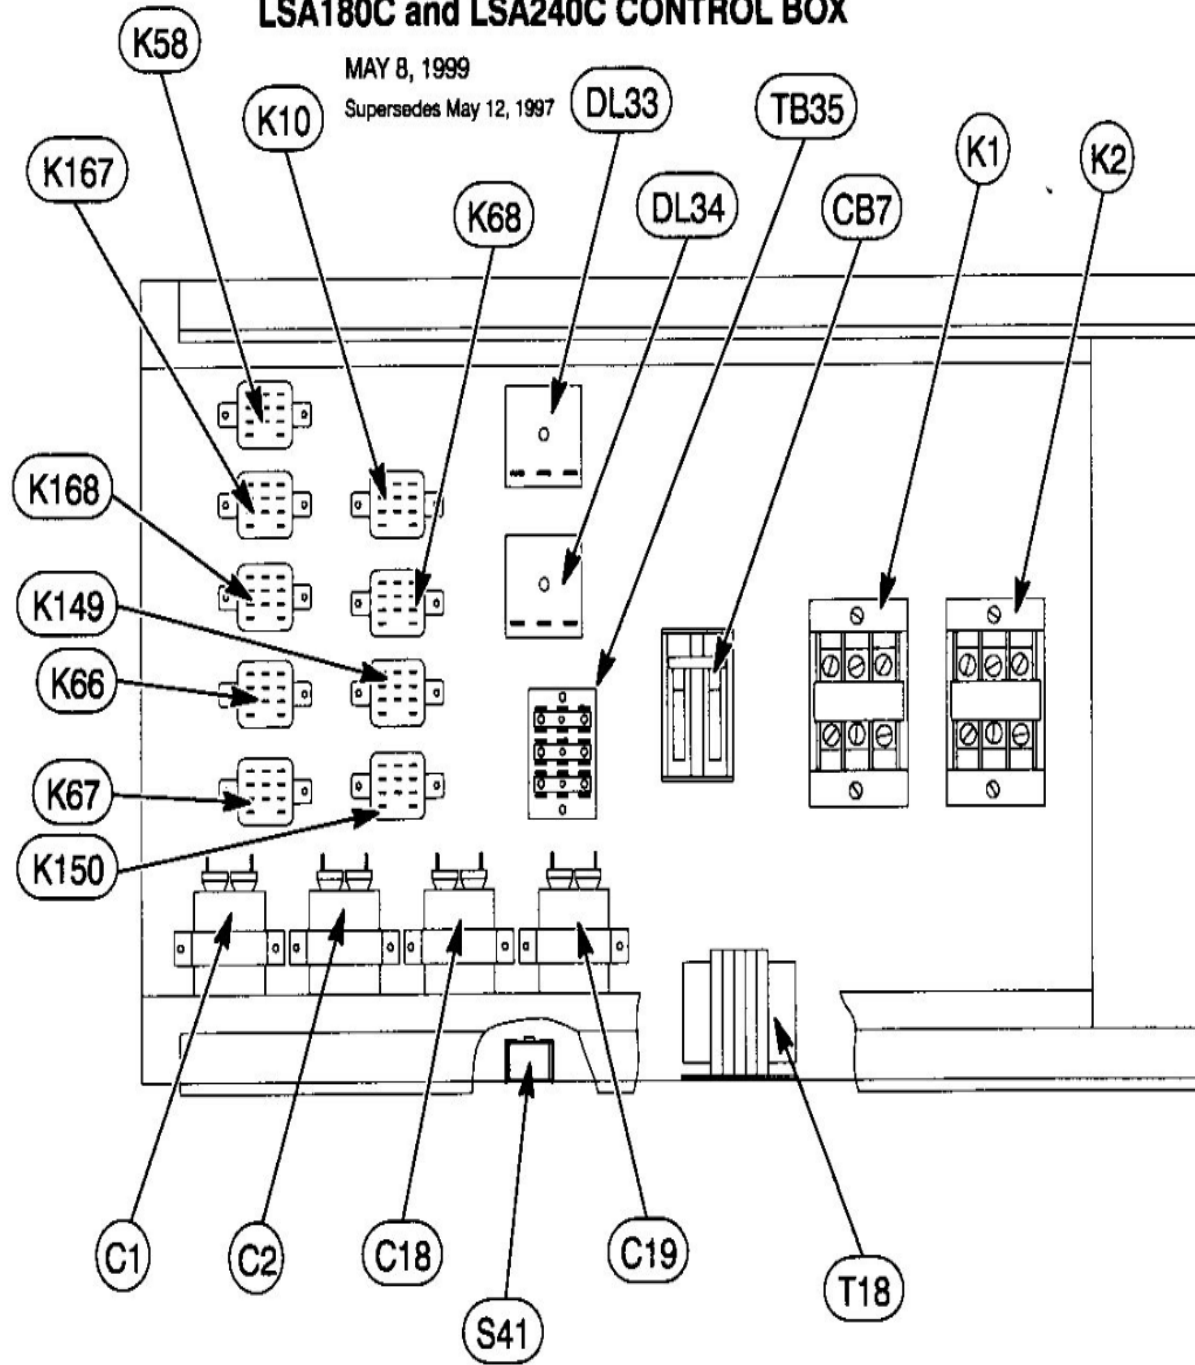 LSA180C and LSA240C CONTROL BOX
K58
MAY 8, 1999
Supersedes May 12, 1997
DL33
TB35
K10
K1
K2
K167
K68
DL34
CB7
K168
K149
K66
K67
K150
C1
C2
C18
C19
T18
S41